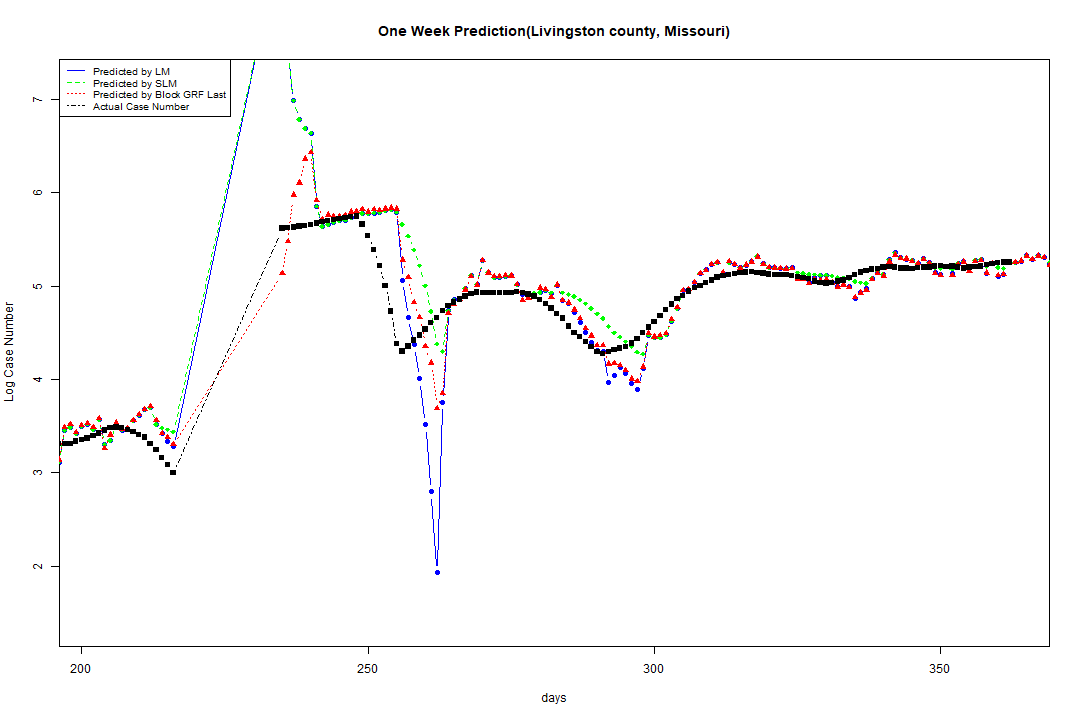 One Week Prediction(Livingston county, Missouri)
Predicted by LM
Predicted by SLM
Predicted by Block GRF Last
Actual Case Number
7
6
5
4
3
2
Log Case Number
200 250 300 350
days